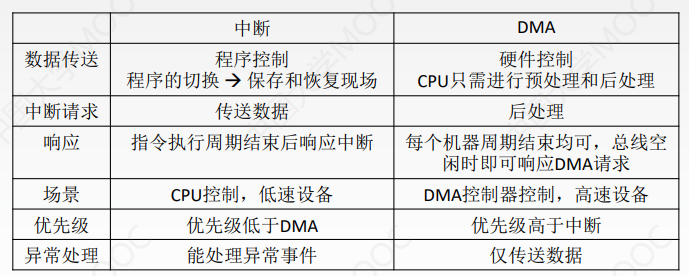 中断 DMA
数据传送 程序控制 硬件控制
程序的切换 → 保存和恢复现场 CPU只需进行预处理和后处理
中断请求 传送数据 后处理
响应 指令执行周期结束后响应中断 每个机器周期结束均可，总线空
闲时即可响应DMA请求
场景 CPU控制，低速设备 DMA控制器控制，高速设备
优先级 优先级低于DMA 优先级高于中断
异常处理 能处理异常事件 仅传送数据